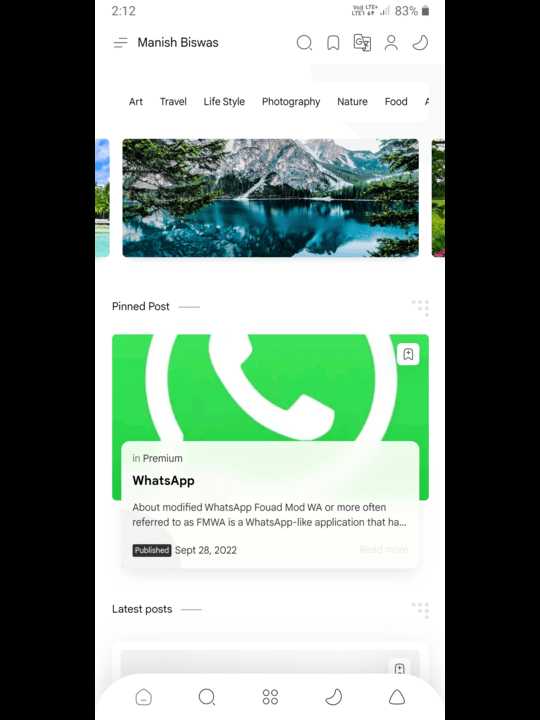 2:12
Vo)) LTE+
LTE1
83%
Manish Biswas
Art Travel Life Style Photography Nature Food A
Pinned Post
in Premium
WhatsApp
About modified WhatsApp Fouad Mod WA or more often
referred to as FMWA is a WhatsApp-like application that ha...
Published Sept 28, 2022 Read more
Latest posts